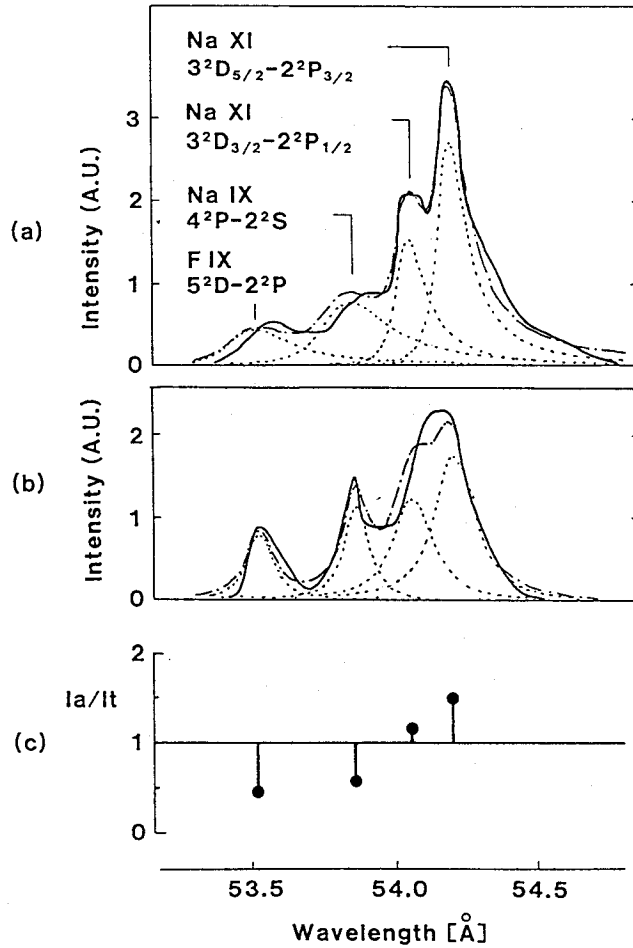 Na XI
3²D₅/₂-2²P₃/₂
Na XI
3²D₃/₂-2²P₁/₂
Na IX
4²P-2²S
F IX
5²D-2²P
(a)
Intensity (A.U.)
3
2
1
0
(b)
Intensity (A.U.)
2
1
0
(c)
Ia/It
2
1
0
53.5 54.0 54.5
Wavelength [Å]